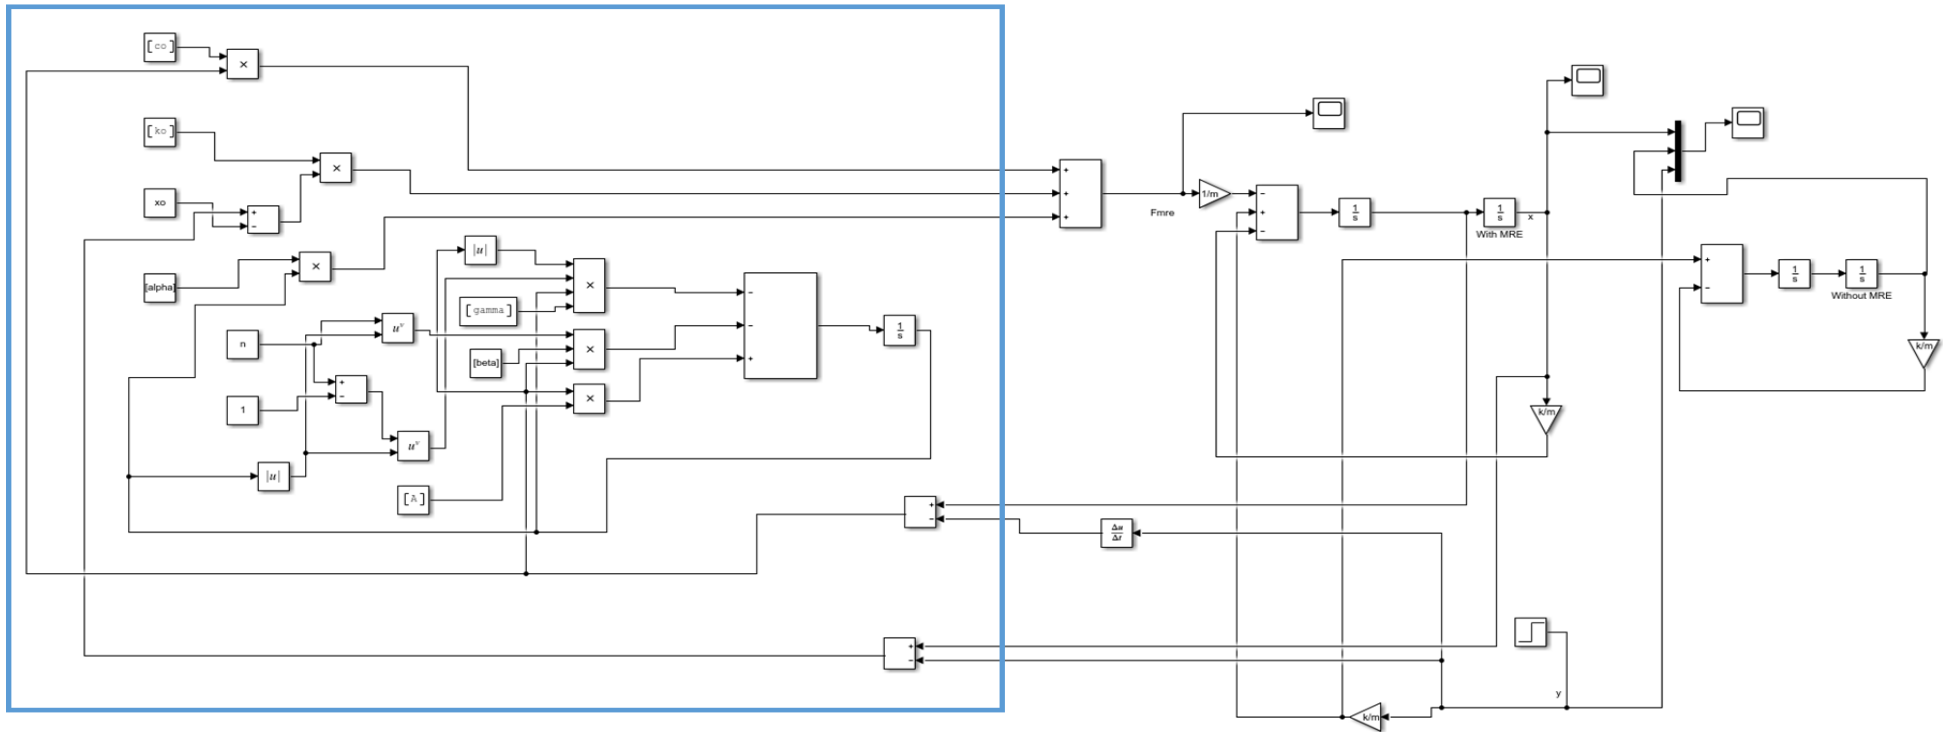 [co]
×
[ko]
×
xo
+
−
[alpha]
×
n
u^v
+
−
1
u^v
|u|
[A]
|u|
[gamma]
×
[beta]
×
×
−
−
+
1/s
+
−
+
−
+
+
+
Fmre
1/m
−
+
−
1/s
1/s
With MRE
x
k/m
Δu/Δt
y
k/m
+
−
1/s
1/s
Without MRE
k/m